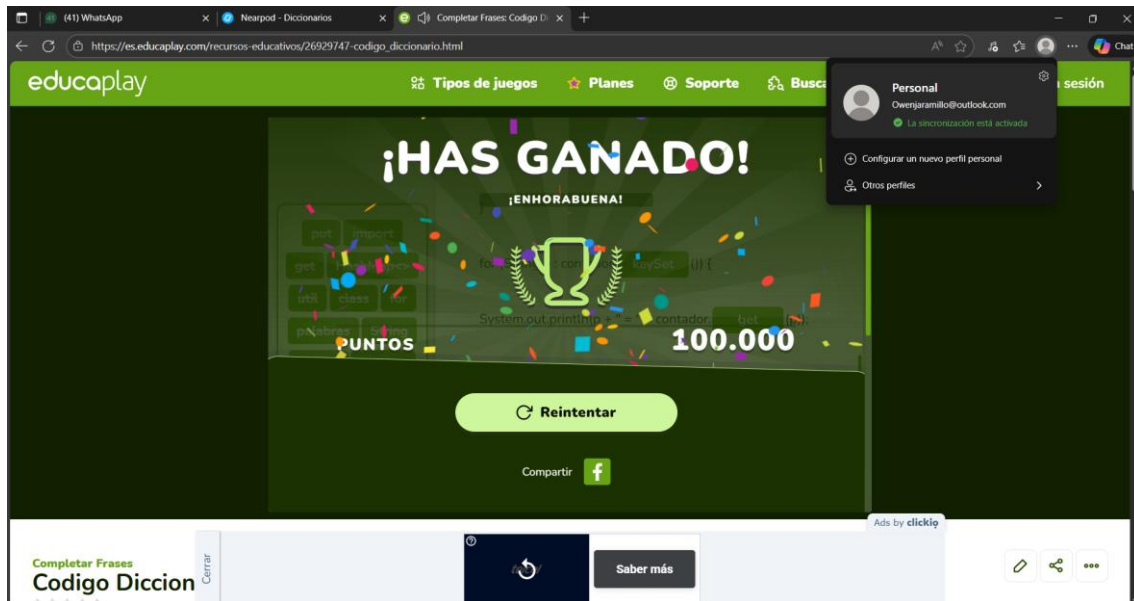 (41) WhatsApp
Nearpod - Diccionarios
Completar Frases: Codigo Di
https://es.educaplay.com/recursos-educativos/26929747-codigo_diccionario.html
Chat
educaplay
Tipos de juegos
Planes
Soporte
Busca
sesión
Personal
Owenjaramillo@outlook.com
La sincronización está activada
Configurar un nuevo perfil personal
Otros perfiles
¡HAS GANADO!
¡ENHORABUENA!
put import
get
util class for
palabras String
for
keySet ()) {
System.out.println(p + " =
contador.
PUNTOS
100.000
Reintentar
Compartir
Ads by clickio
Completar Frases
Codigo Diccion
Cerrar
Saber más